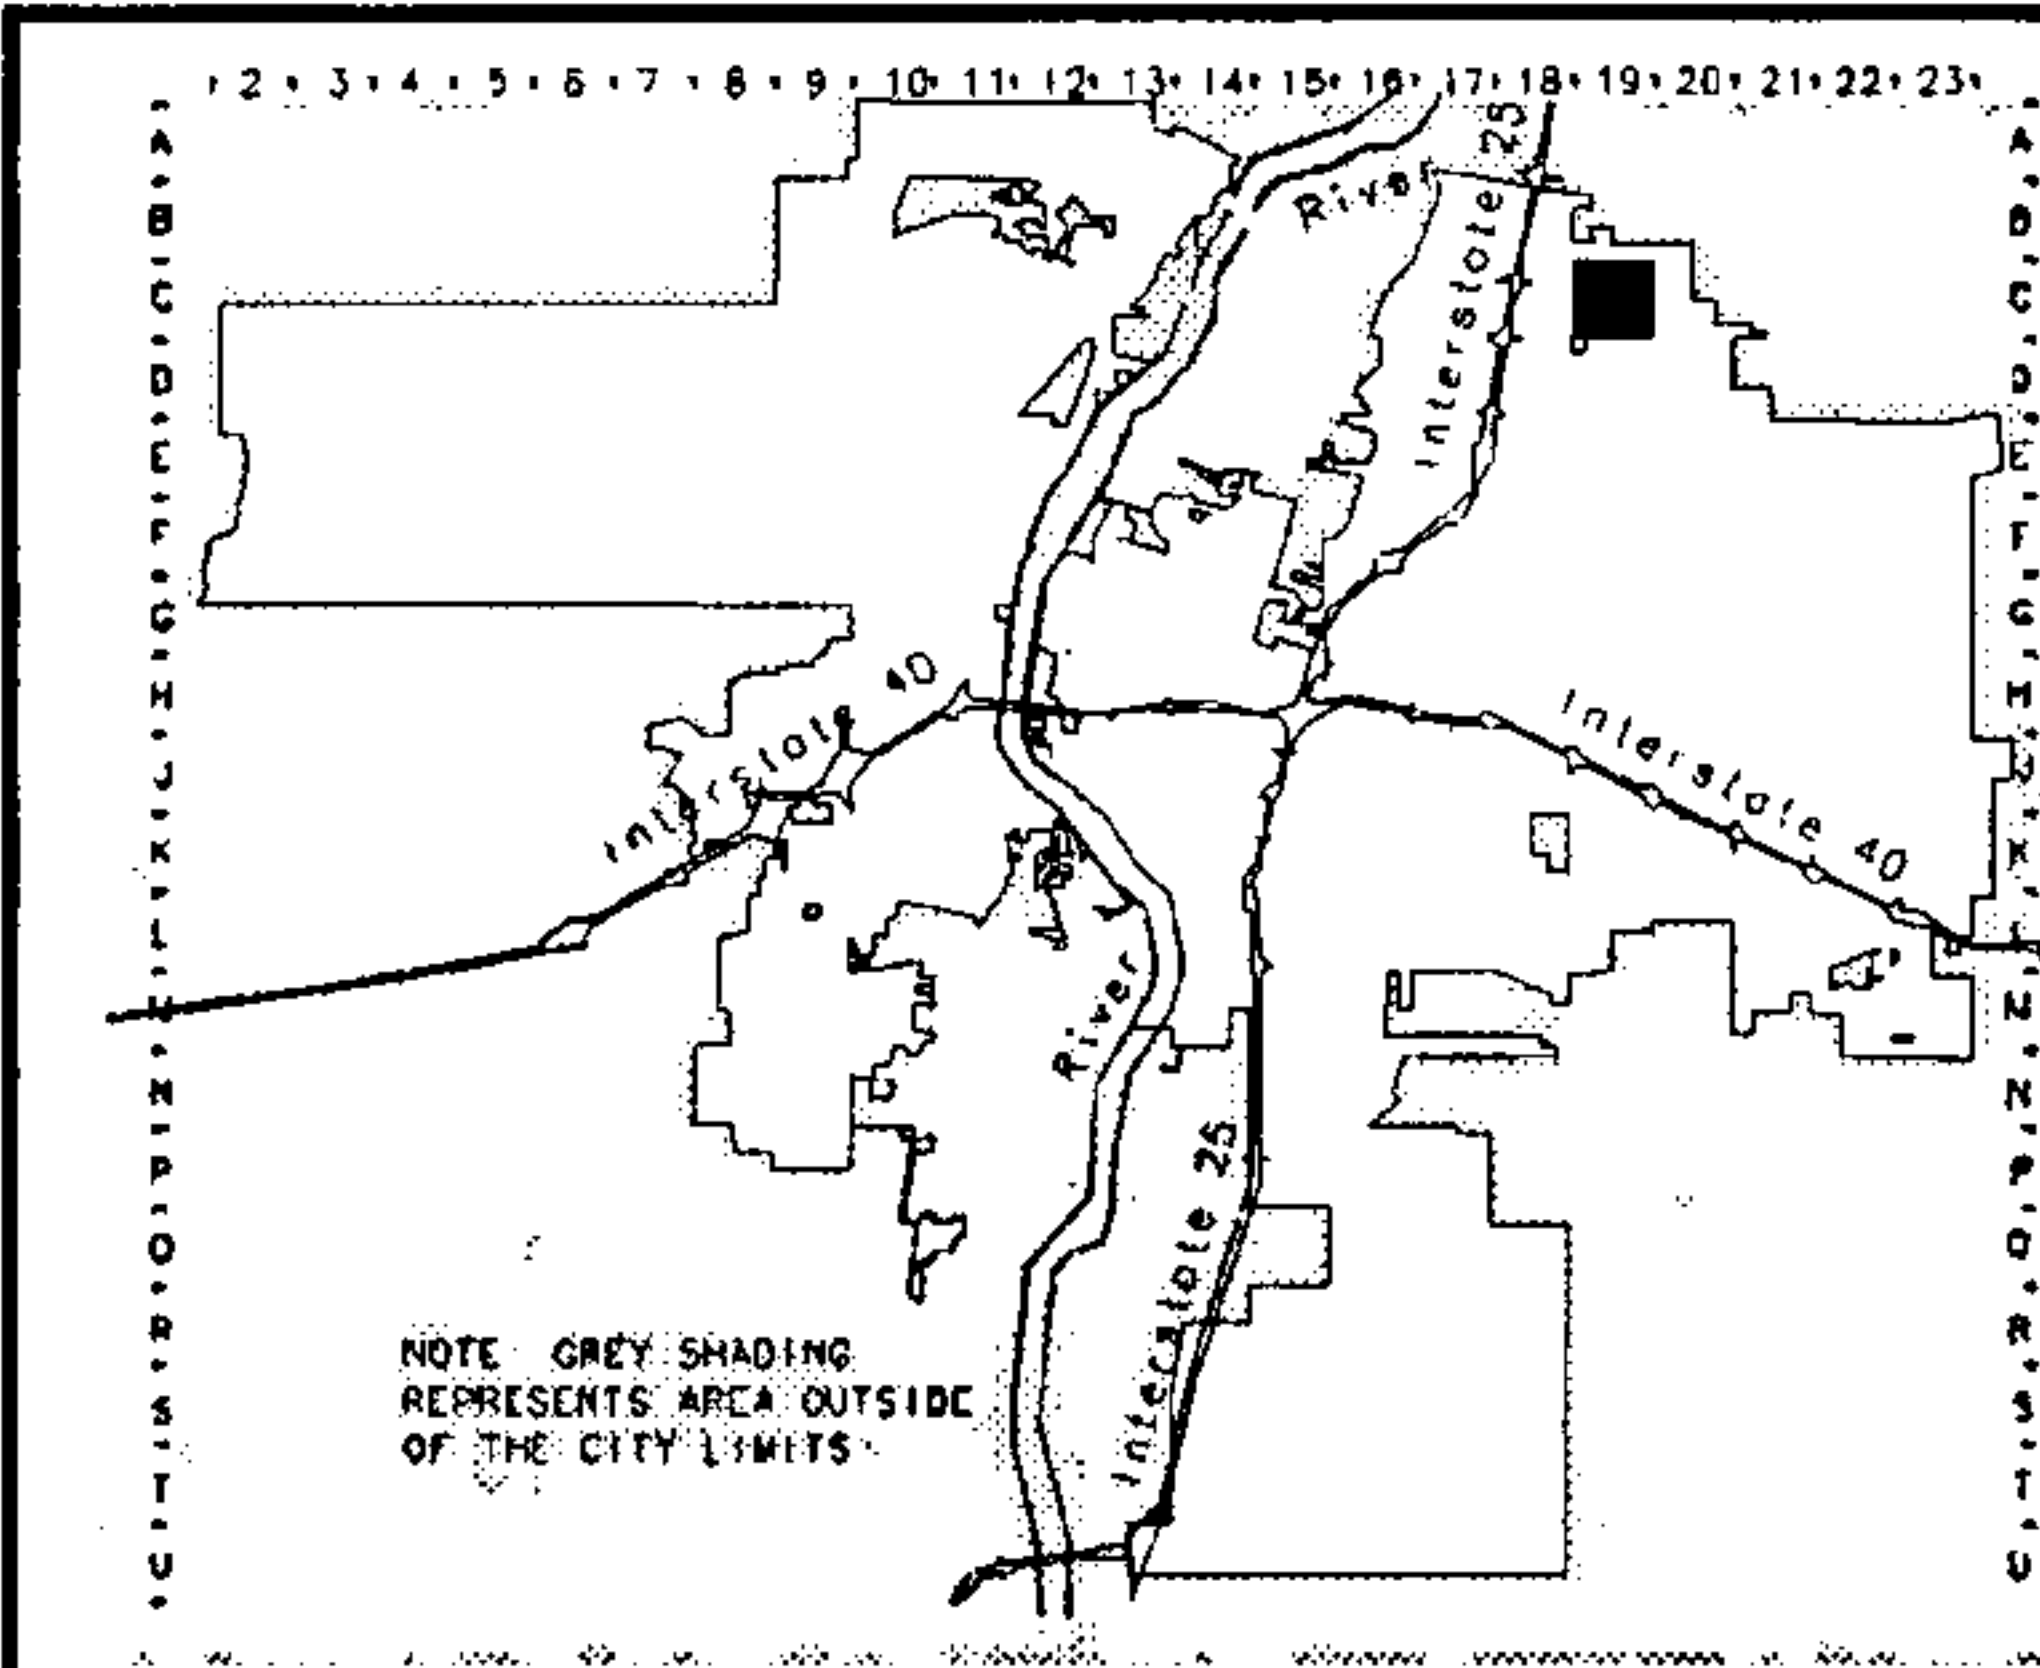 2 3 4 5 6 7 8 9 10 11 12 13 14 15 16 17 18 19 20 21 22 23
A A
B B
C C
D D
E E
F F
G G
H H
J J
K K
L L
M M
N N
P P
Q Q
R R
S S
T T
U U
River
Interstate 25
Interstate 40
Interstate 40
River
Interstate 25
NOTE GREY SHADING
REPRESENTS AREA OUTSIDE
OF THE CITY LIMITS